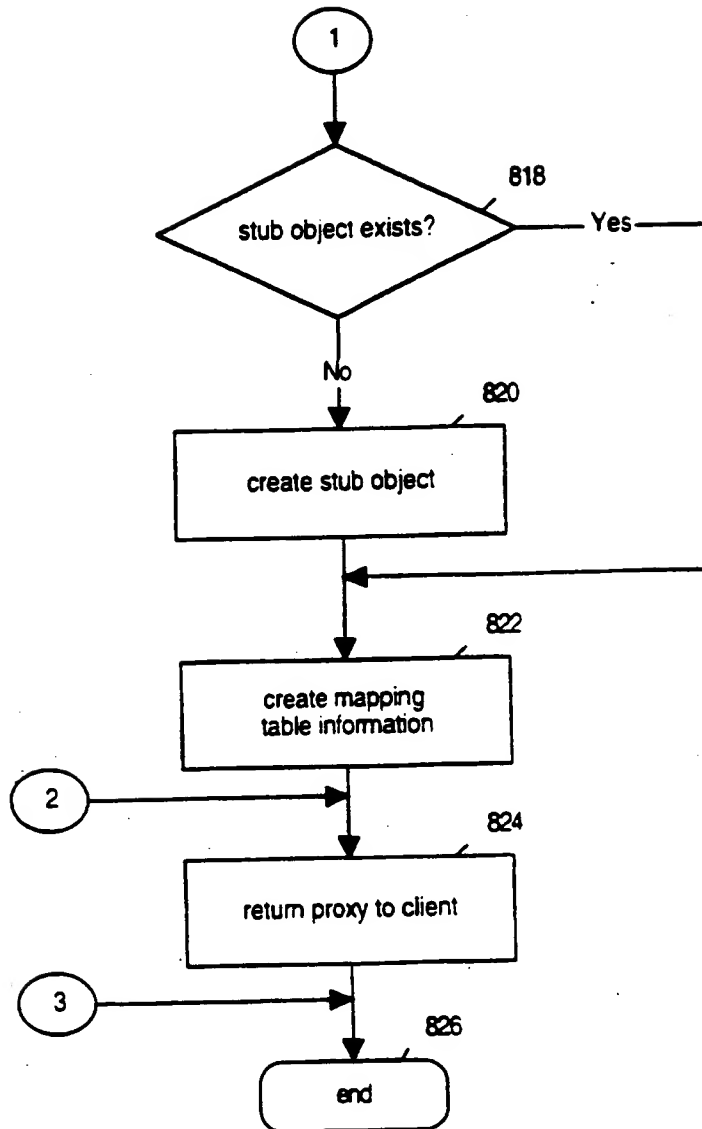 1
818
stub object exists?
Yes
No
820
create stub object
822
create mapping
table information
2
824
return proxy to client
3
826
end